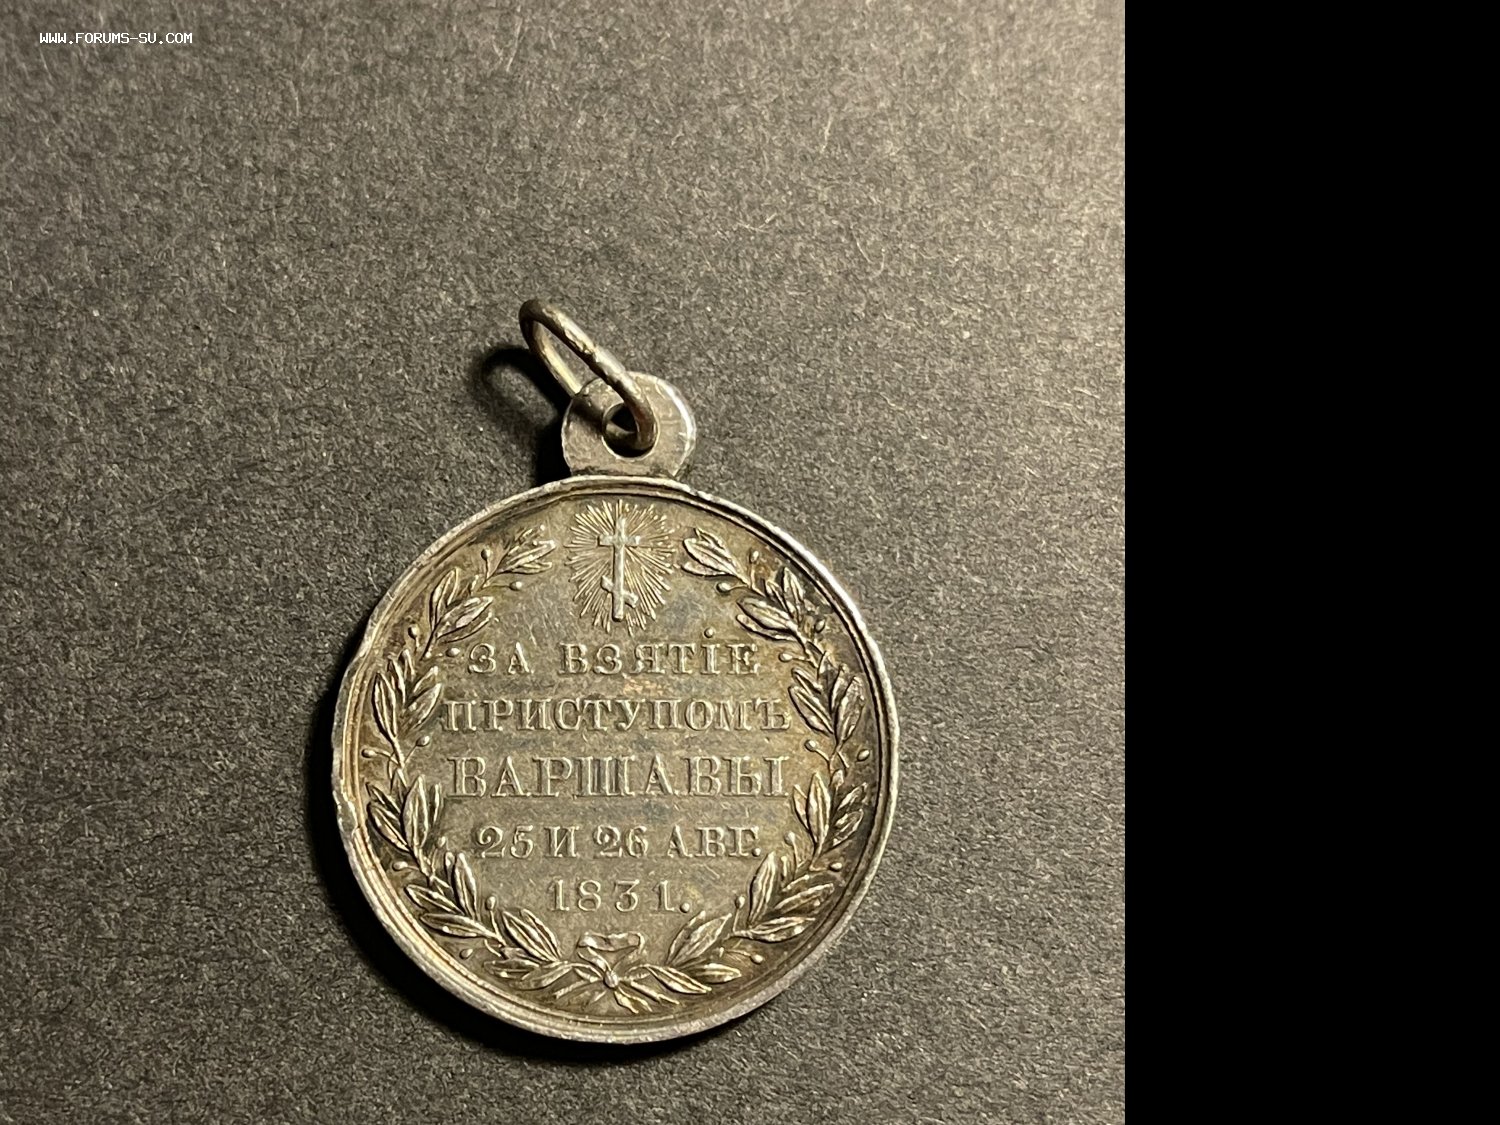 WWW.FORUMS-SU.COM
ЗА ВЗЯТІЕ
ПРИСТУПОМЪ
ВАРШАВЫ
25 И 26 АВГ.
1831.